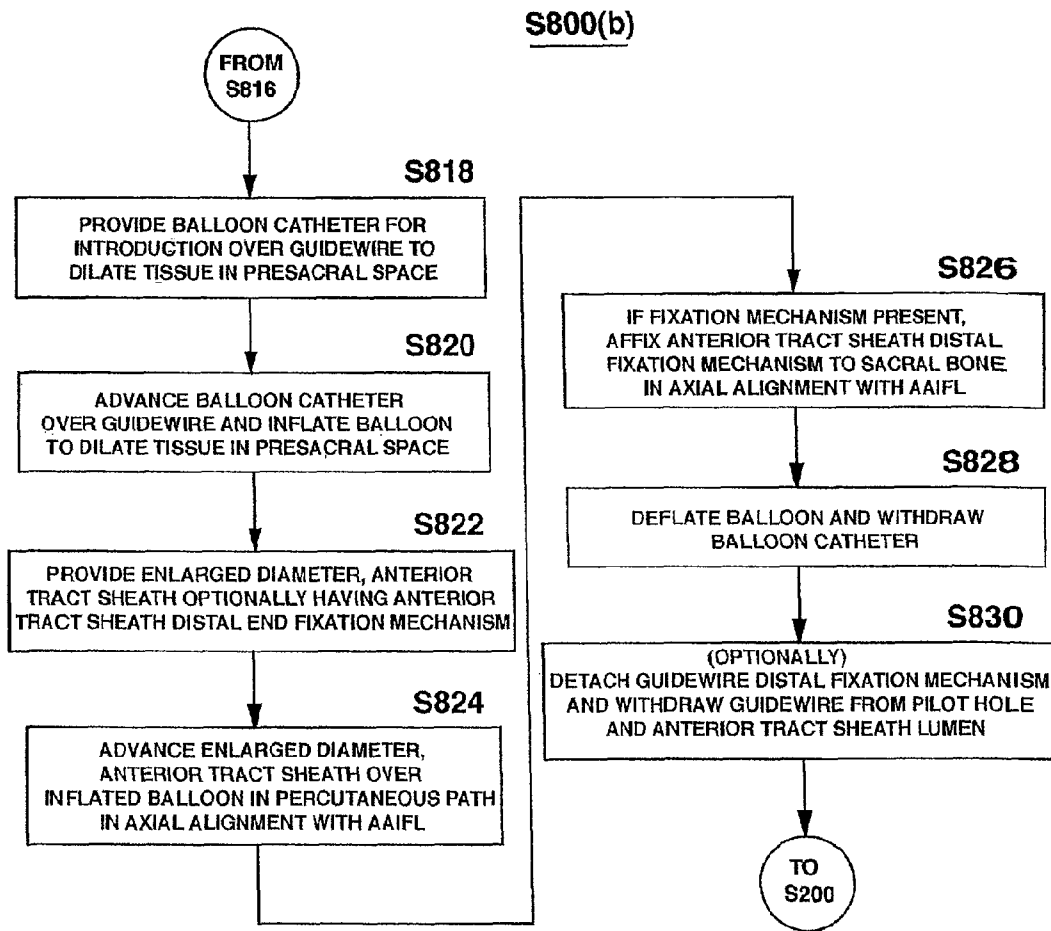 S800(b)
FROM
S816
S818
PROVIDE BALLOON CATHETER FOR
INTRODUCTION OVER GUIDEWIRE TO
DILATE TISSUE IN PRESACRAL SPACE
S820
ADVANCE BALLOON CATHETER
OVER GUIDEWIRE AND INFLATE BALLOON
TO DILATE TISSUE IN PRESACRAL SPACE
S822
PROVIDE ENLARGED DIAMETER, ANTERIOR
TRACT SHEATH OPTIONALLY HAVING ANTERIOR
TRACT SHEATH DISTAL END FIXATION MECHANISM
S824
ADVANCE ENLARGED DIAMETER,
ANTERIOR TRACT SHEATH OVER
INFLATED BALLOON IN PERCUTANEOUS PATH
IN AXIAL ALIGNMENT WITH AAIFL
S826
IF FIXATION MECHANISM PRESENT,
AFFIX ANTERIOR TRACT SHEATH DISTAL
FIXATION MECHANISM TO SACRAL BONE
IN AXIAL ALIGNMENT WITH AAIFL
S828
DEFLATE BALLOON AND WITHDRAW
BALLOON CATHETER
S830
(OPTIONALLY)
DETACH GUIDEWIRE DISTAL FIXATION MECHANISM
AND WITHDRAW GUIDEWIRE FROM PILOT HOLE
AND ANTERIOR TRACT SHEATH LUMEN
TO
S200